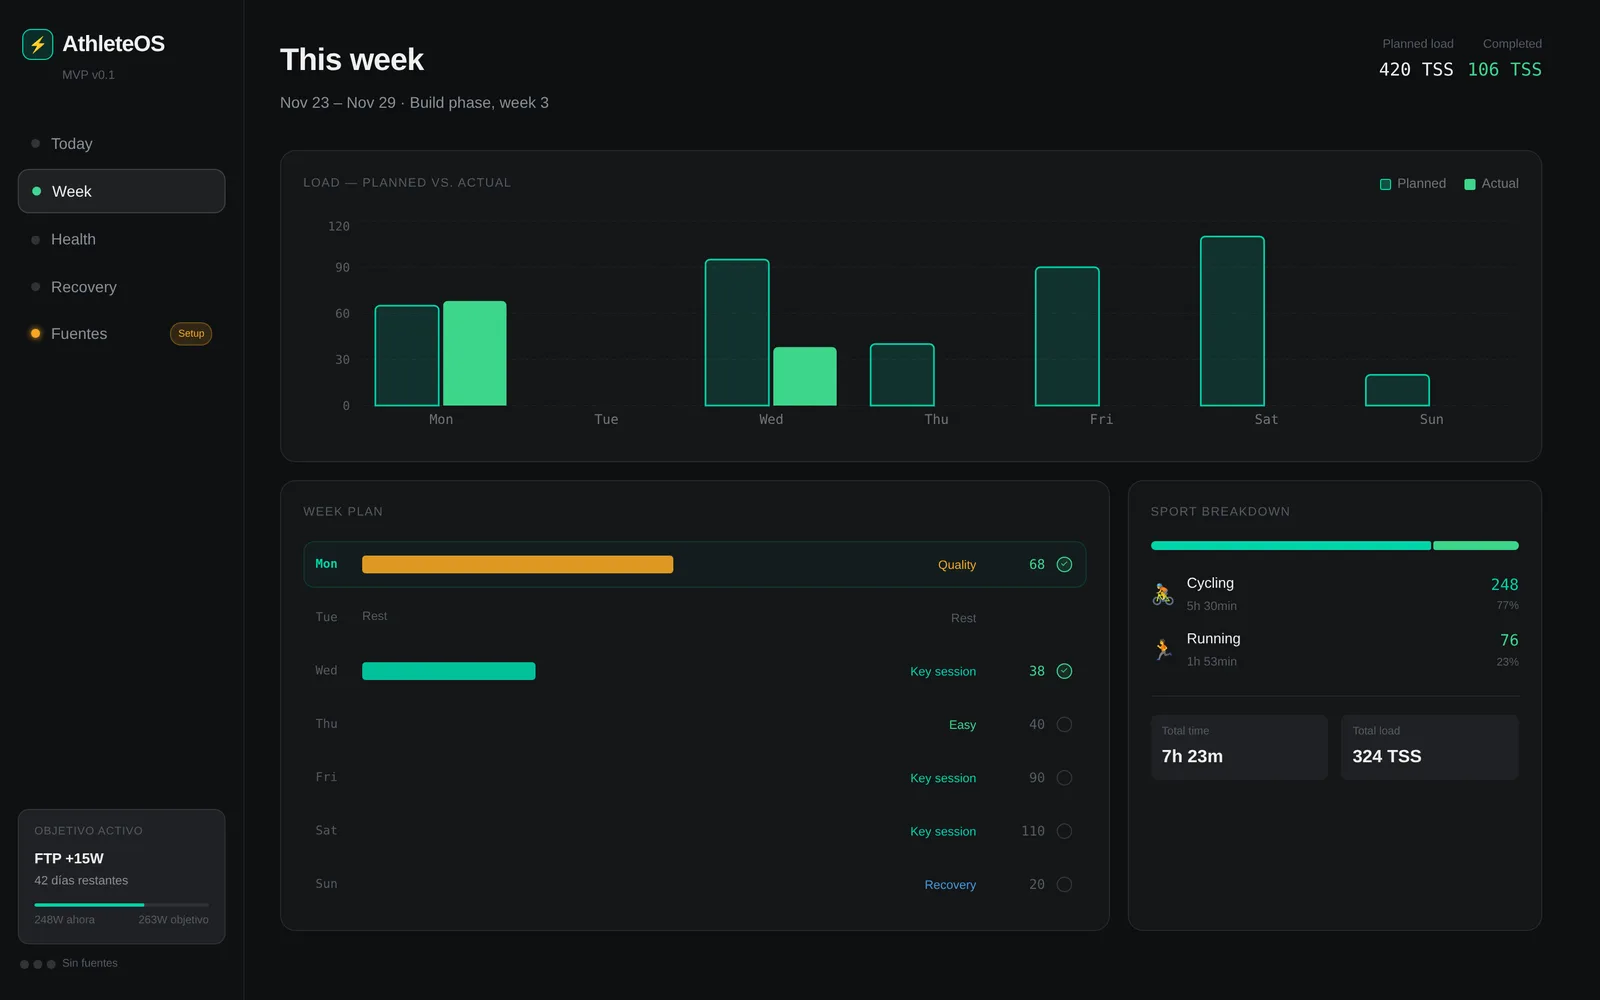 AthleteOS
MVP v0.1
Today
Week
Health
Recovery
Fuentes
Setup
OBJETIVO ACTIVO
FTP +15W
42 días restantes
248W ahora
263W objetivo
Sin fuentes
This week
Nov 23 – Nov 29 · Build phase, week 3
Planned load
420 TSS
Completed
106 TSS
LOAD — PLANNED VS. ACTUAL
Planned
Actual
120
90
60
30
0
Mon
Tue
Wed
Thu
Fri
Sat
Sun
WEEK PLAN
Mon Quality 68
Tue Rest Rest
Wed Key session 38
Thu Easy 40
Fri Key session 90
Sat Key session 110
Sun Recovery 20
SPORT BREAKDOWN
Cycling 248
5h 30min 77%
Running 76
1h 53min 23%
Total time
7h 23m
Total load
324 TSS